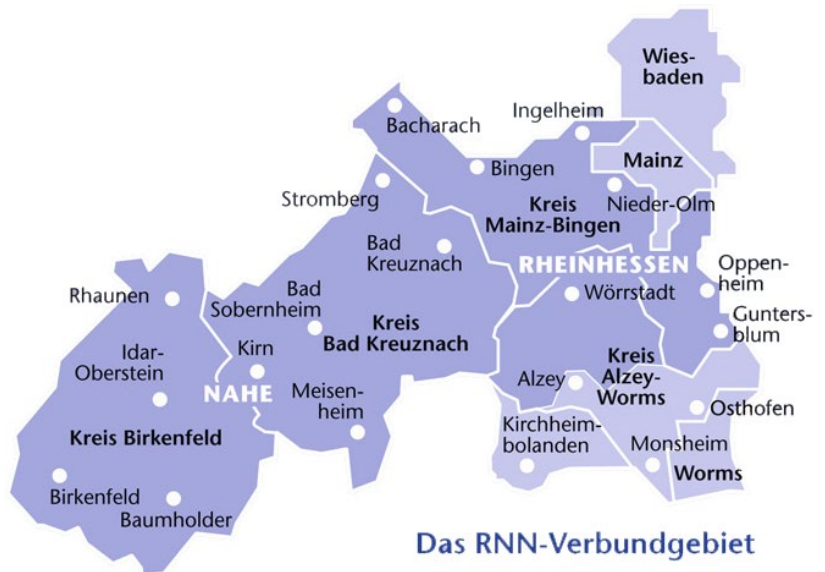 Wies-
baden
Ingelheim
Bacharach
Mainz
Bingen
Stromberg
Kreis
Mainz-Bingen
Nieder-Olm
Bad
Kreuznach
RHEINHESSEN
Oppen-
heim
Rhaunen
Bad
Sobernheim
Wörrstadt
Gunters-
blum
Kreis
Bad Kreuznach
Idar-
Oberstein
Kirn
NAHE
Meisen-
heim
Alzey
Kreis
Alzey-
Worms
Osthofen
Kirchheim-
bolanden
Kreis Birkenfeld
Monsheim
Worms
Birkenfeld
Baumholder
Das RNN-Verbundgebiet